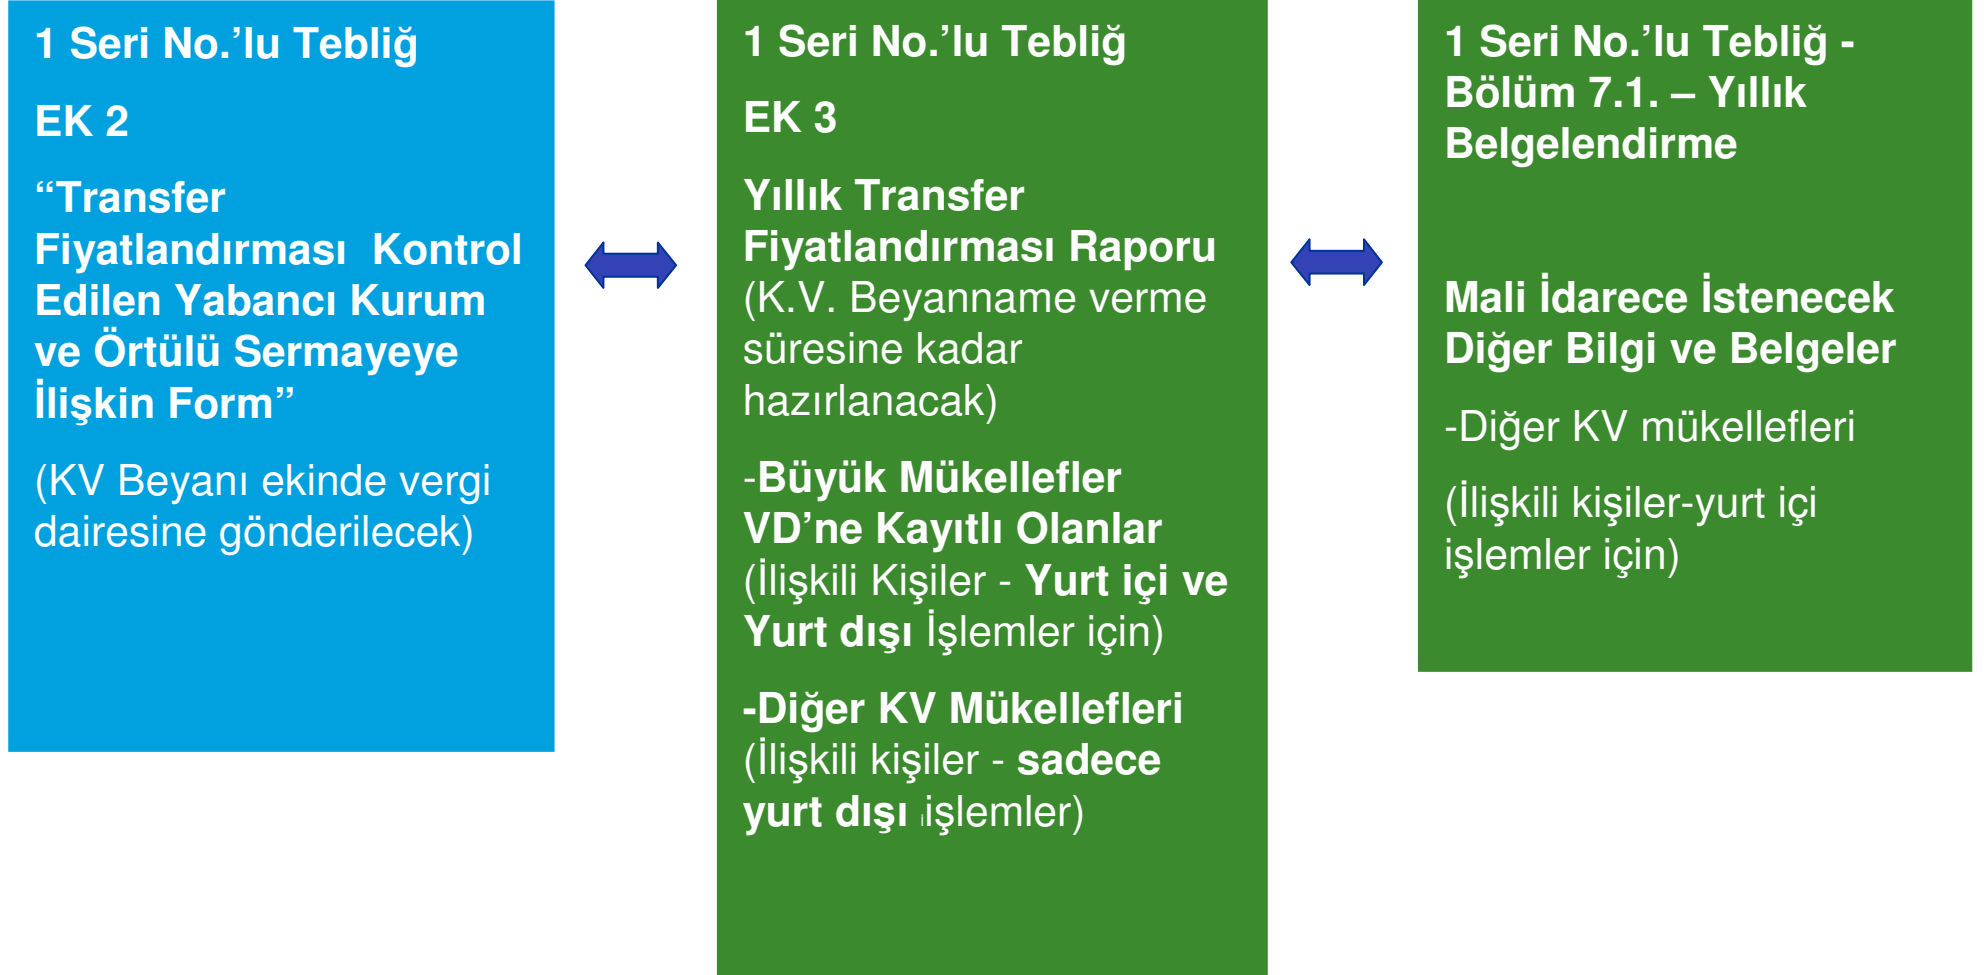 1 Seri No.’lu Tebliğ
EK 2
“Transfer
Fiyatlandırması Kontrol
Edilen Yabancı Kurum
ve Örtülü Sermayeye
İlişkin Form”
(KV Beyanı ekinde vergi
dairesine gönderilecek)
1 Seri No.’lu Tebliğ
EK 3
Yıllık Transfer
Fiyatlandırması Raporu
(K.V. Beyanname verme
süresine kadar
hazırlanacak)
-Büyük Mükellefler
VD’ne Kayıtlı Olanlar
(İlişkili Kişiler - Yurt içi ve
Yurt dışı İşlemler için)
-Diğer KV Mükellefleri
(İlişkili kişiler - sadece
yurt dışı işlemler)
1 Seri No.’lu Tebliğ -
Bölüm 7.1. – Yıllık
Belgelendirme
Mali İdarece İstenecek
Diğer Bilgi ve Belgeler
-Diğer KV mükellefleri
(İlişkili kişiler-yurt içi
işlemler için)